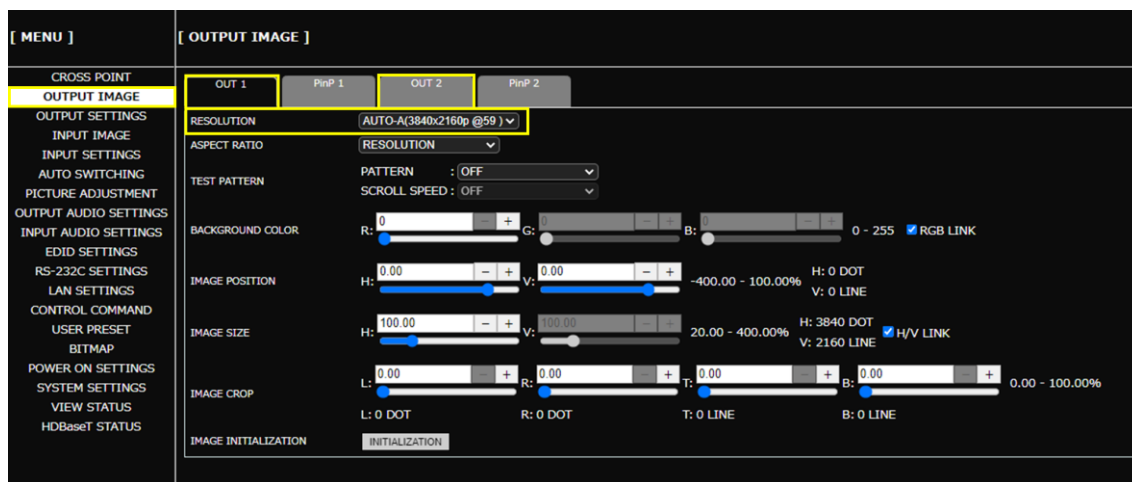 [ MENU ]
[ OUTPUT IMAGE ]
CROSS POINT
OUTPUT IMAGE
OUTPUT SETTINGS
INPUT IMAGE
INPUT SETTINGS
AUTO SWITCHING
PICTURE ADJUSTMENT
OUTPUT AUDIO SETTINGS
INPUT AUDIO SETTINGS
EDID SETTINGS
RS-232C SETTINGS
LAN SETTINGS
CONTROL COMMAND
USER PRESET
BITMAP
POWER ON SETTINGS
SYSTEM SETTINGS
VIEW STATUS
HDBaseT STATUS
OUT 1 PinP 1 OUT 2 PinP 2
RESOLUTION AUTO-A(3840x2160p @59 )
ASPECT RATIO RESOLUTION
TEST PATTERN
PATTERN : OFF
SCROLL SPEED : OFF
BACKGROUND COLOR R: 0 - + G: 0 - + B: 0 - + 0 - 255 RGB LINK
IMAGE POSITION H: 0.00 - + V: 0.00 - + -400.00 - 100.00%
H: 0 DOT
V: 0 LINE
IMAGE SIZE H: 100.00 - + V: 100.00 - + 20.00 - 400.00%
H: 3840 DOT
V: 2160 LINE
H/V LINK
IMAGE CROP L: 0.00 - + R: 0.00 - + T: 0.00 - + B: 0.00 - + 0.00 - 100.00%
L: 0 DOT R: 0 DOT T: 0 LINE B: 0 LINE
IMAGE INITIALIZATION INITIALIZATION